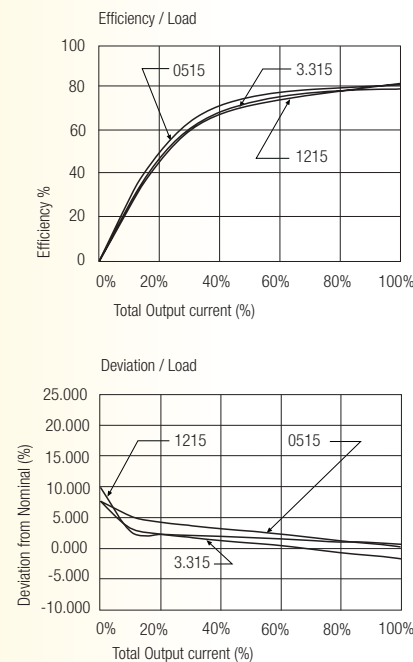 Efficiency / Load
100
80
60
40
20
0
Efficiency %
0515
3.315
1215
0% 20% 40% 60% 80% 100%
Total Output current (%)
Deviation / Load
25.000
20.000
15.000
10.000
5.000
0.000
-5.000
-10.000
Deviation from Nominal (%)
1215
0515
3.315
0% 20% 40% 60% 80% 100%
Total Output current (%)